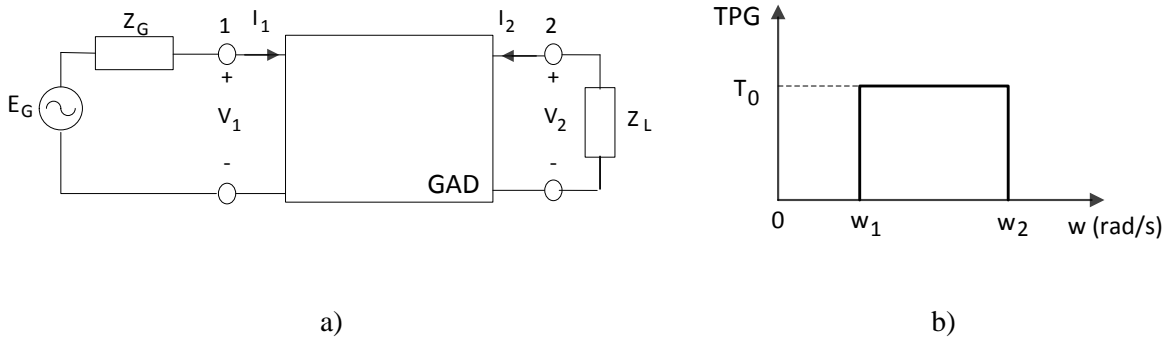 Z_G
1
I_1
I_2
2
+
+
E_G
V_1
V_2
Z_L
-
-
GAD
a)
TPG
T_0
0
w_1
w_2
w (rad/s)
b)